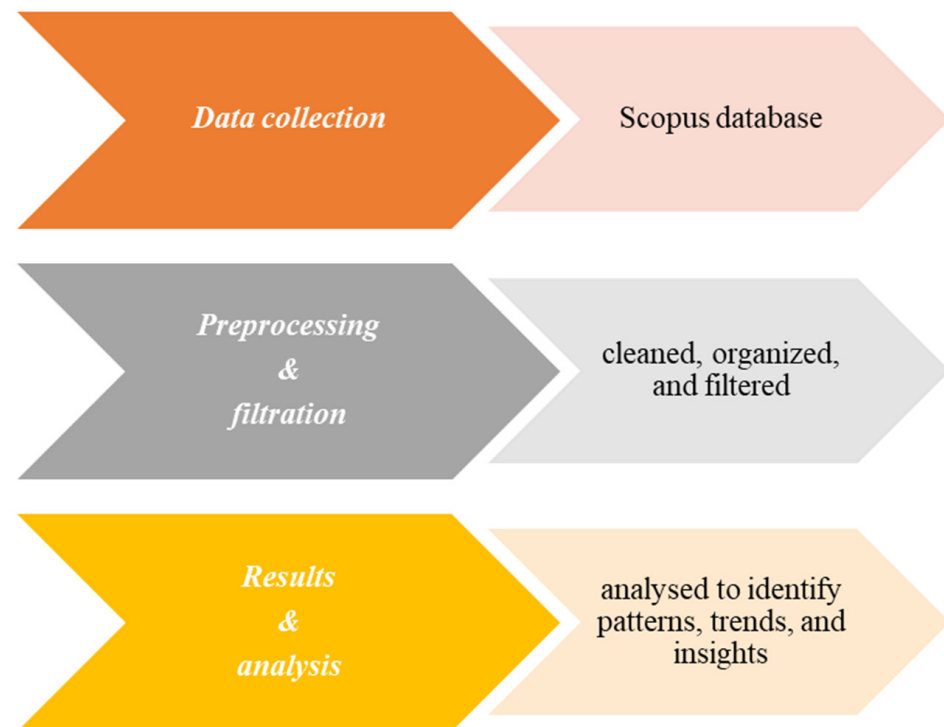 Data collection
Scopus database
Preprocessing
&
filtration
cleaned, organized,
and filtered
Results
&
analysis
analysed to identify
patterns, trends, and
insights